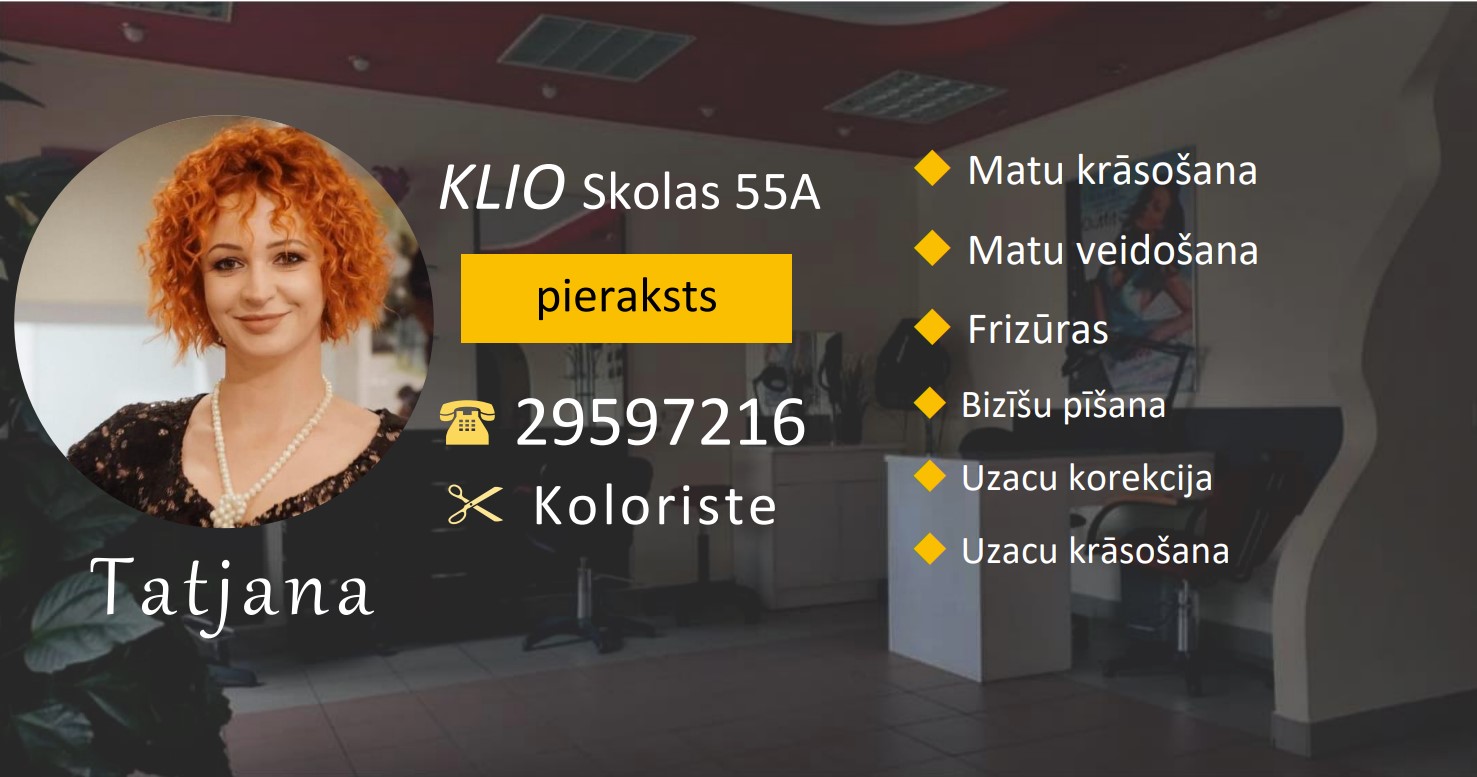 KLIO Skolas 55A
pieraksts
29597216
Koloriste
Tatjana
Matu krāsošana
Matu veidošana
Frizūras
Bizīšu pīšana
Uzacu korekcija
Uzacu krāsošana